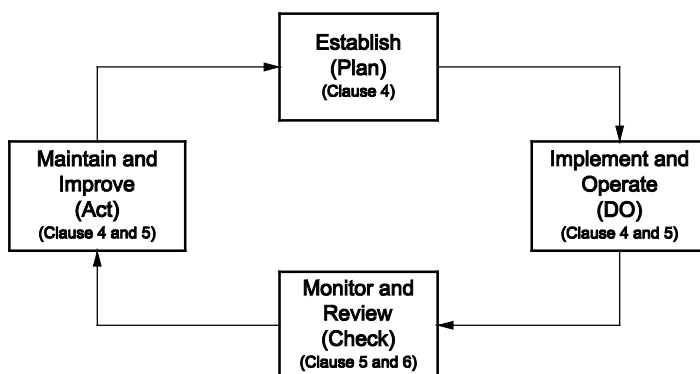 Establish
(Plan)
(Clause 4)
Maintain and
Improve
(Act)
(Clause 4 and 5)
Implement and
Operate
(DO)
(Clause 4 and 5)
Monitor and
Review
(Check)
(Clause 5 and 6)